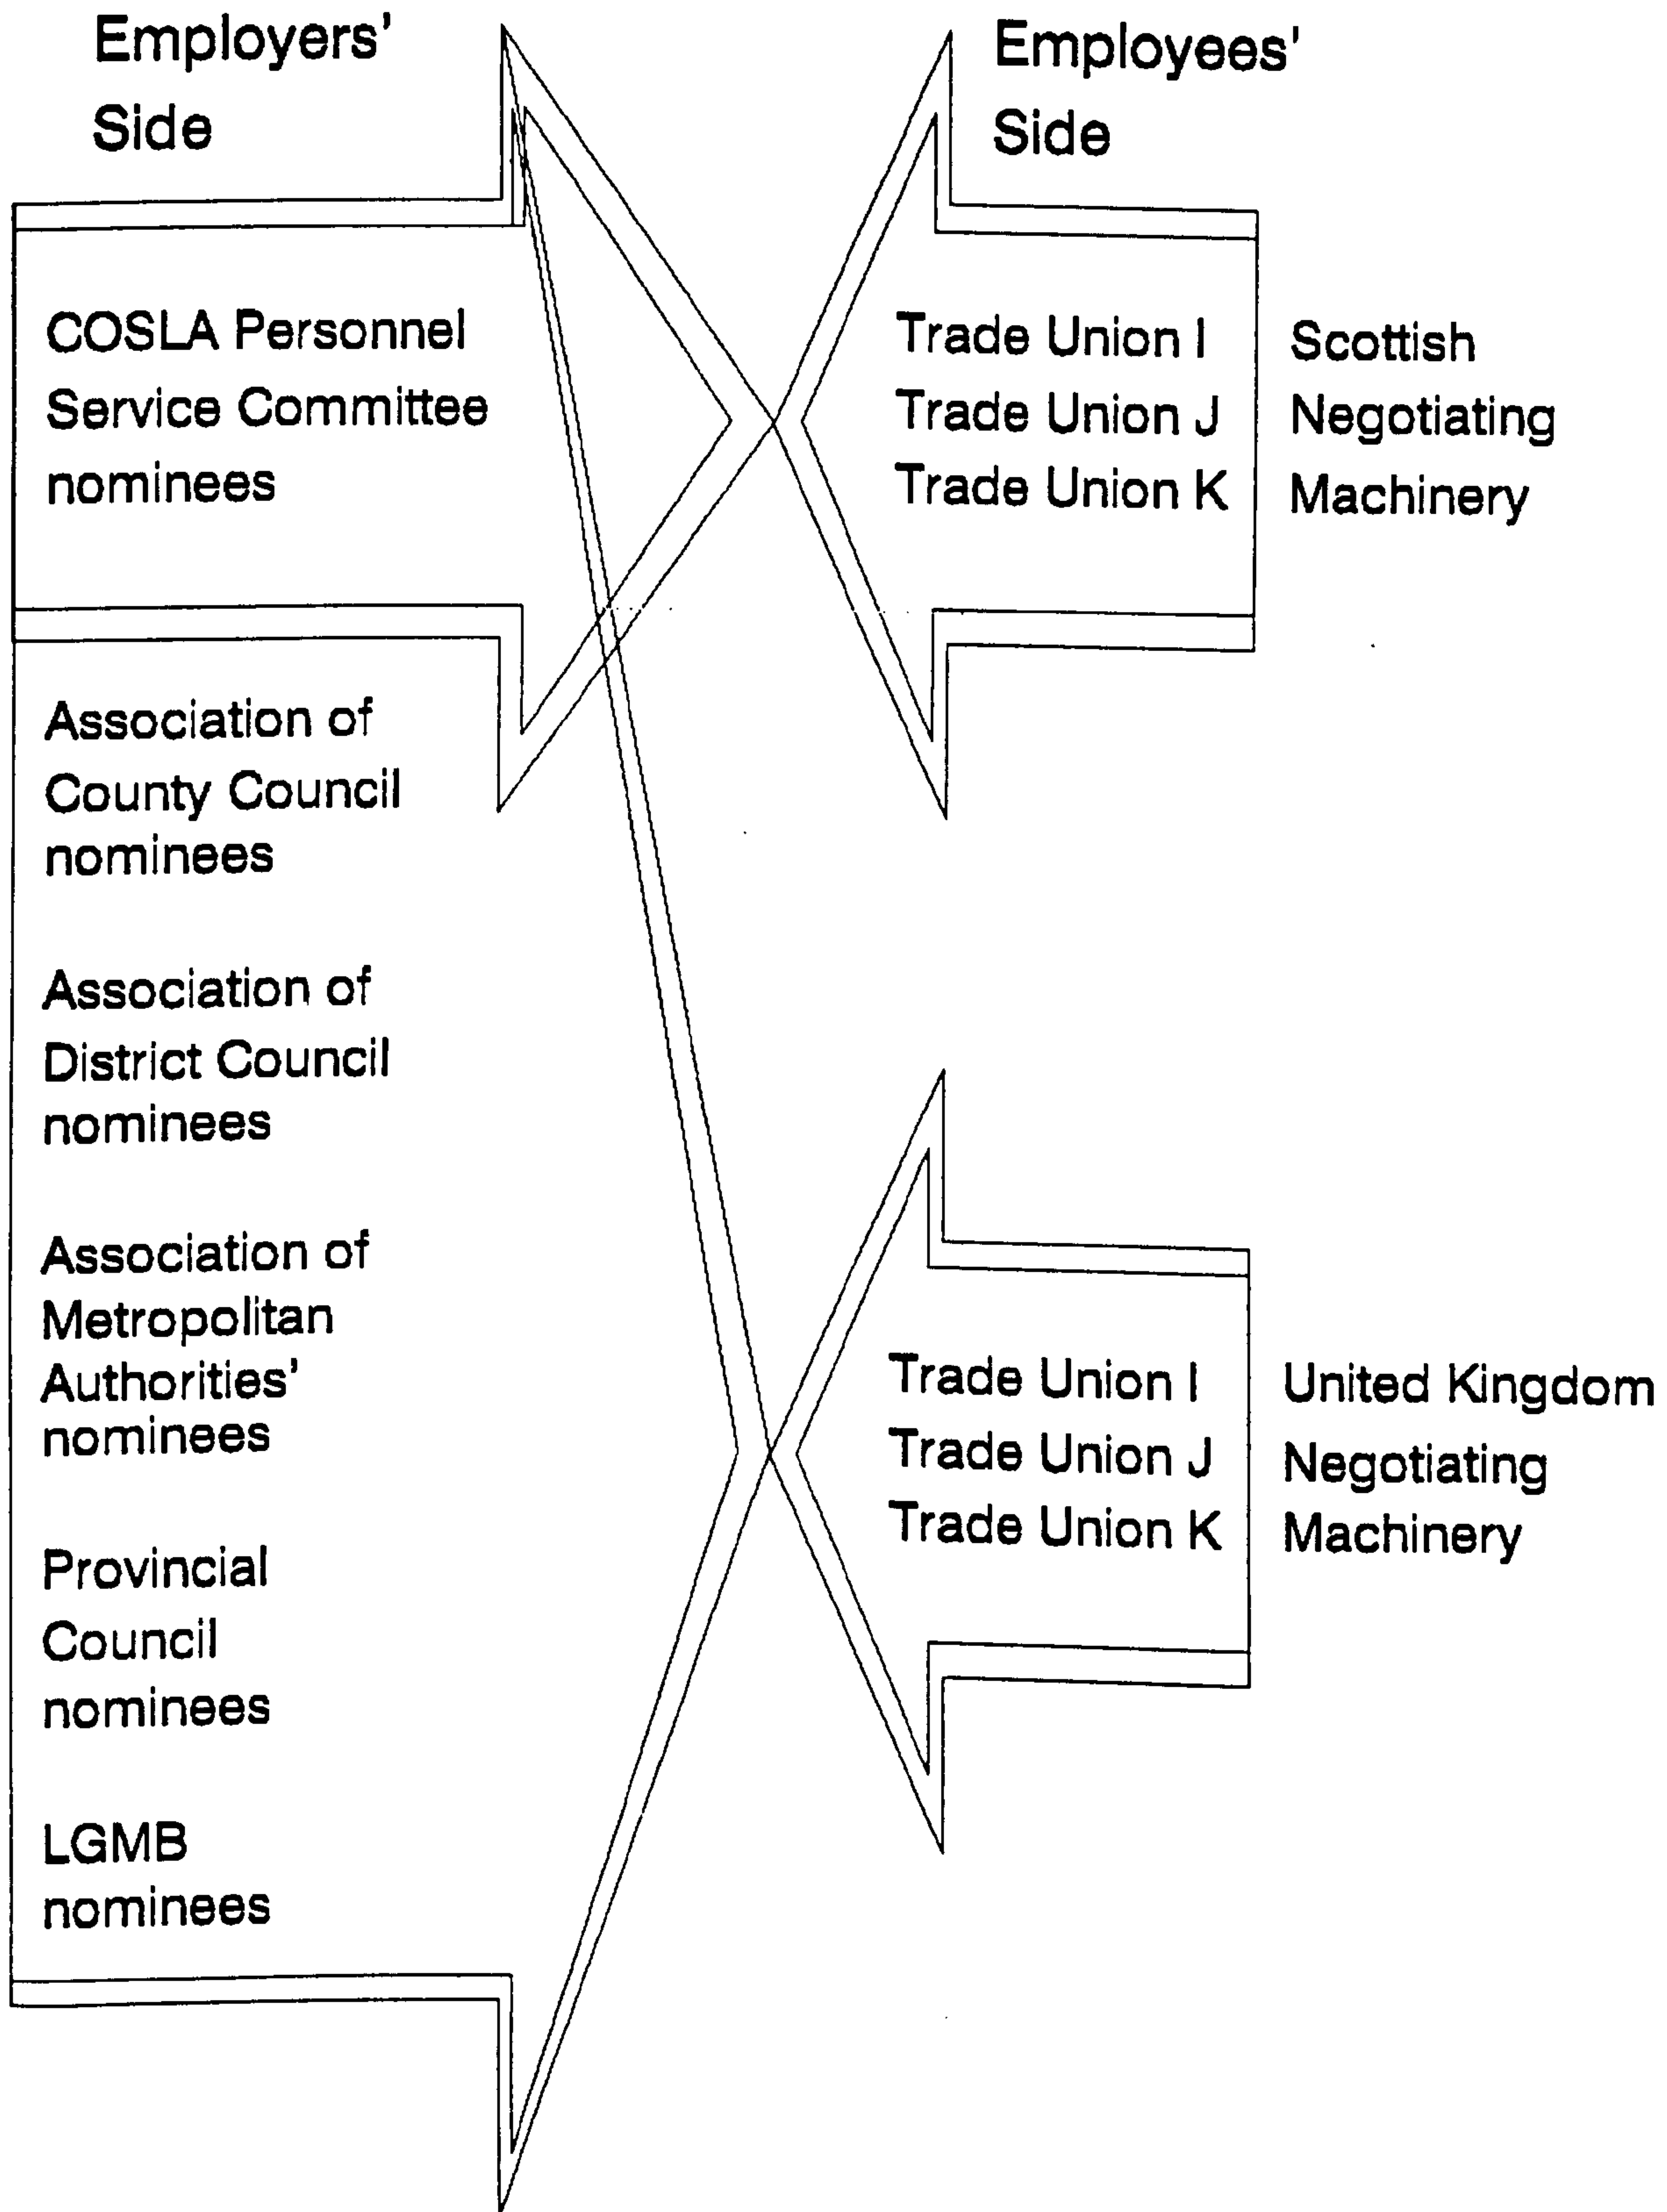 Employers'
Side
Employees'
Side
COSLA Personnel
Service Committee
nominees
Trade Union I
Trade Union J
Trade Union K
Scottish
Negotiating
Machinery
Association of
County Council
nominees
Association of
District Council
nominees
Association of
Metropolitan
Authorities'
nominees
Provincial
Council
nominees
LGMB
nominees
Trade Union I
Trade Union J
Trade Union K
United Kingdom
Negotiating
Machinery